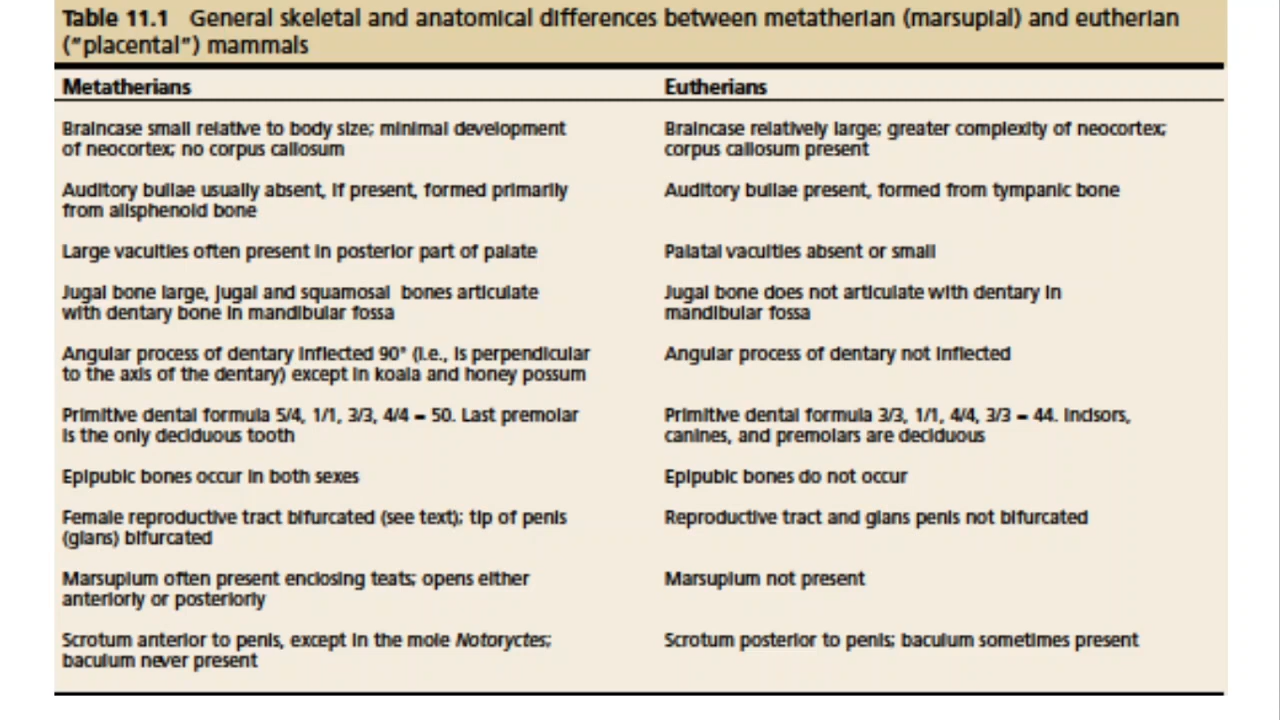 Table 11.1 General skeletal and anatomical differences between metatherian (marsupial) and eutherian
("placental") mammals
Metatherians
Eutherians
Braincase small relative to body size; minimal development
of neocortex; no corpus callosum
Braincase relatively large; greater complexity of neocortex;
corpus callosum present
Auditory bullae usually absent, if present, formed primarily
from alisphenoid bone
Auditory bullae present, formed from tympanic bone
Large vacuities often present in posterior part of palate
Palatal vacuities absent or small
Jugal bone large, jugal and squamosal bones articulate
with dentary bone in mandibular fossa
Jugal bone does not articulate with dentary in
mandibular fossa
Angular process of dentary inflected 90° (i.e., is perpendicular
to the axis of the dentary) except in koala and honey possum
Angular process of dentary not inflected
Primitive dental formula 5/4, 1/1, 3/3, 4/4 = 50. Last premolar
is the only deciduous tooth
Primitive dental formula 3/3, 1/1, 4/4, 3/3 = 44. Incisors,
canines, and premolars are deciduous
Epipubic bones occur in both sexes
Epipubic bones do not occur
Female reproductive tract bifurcated (see text); tip of penis
(glans) bifurcated
Reproductive tract and glans penis not bifurcated
Marsupium often present enclosing teats; opens either
anteriorly or posteriorly
Marsupium not present
Scrotum anterior to penis, except in the mole Notoryctes;
baculum never present
Scrotum posterior to penis; baculum sometimes present